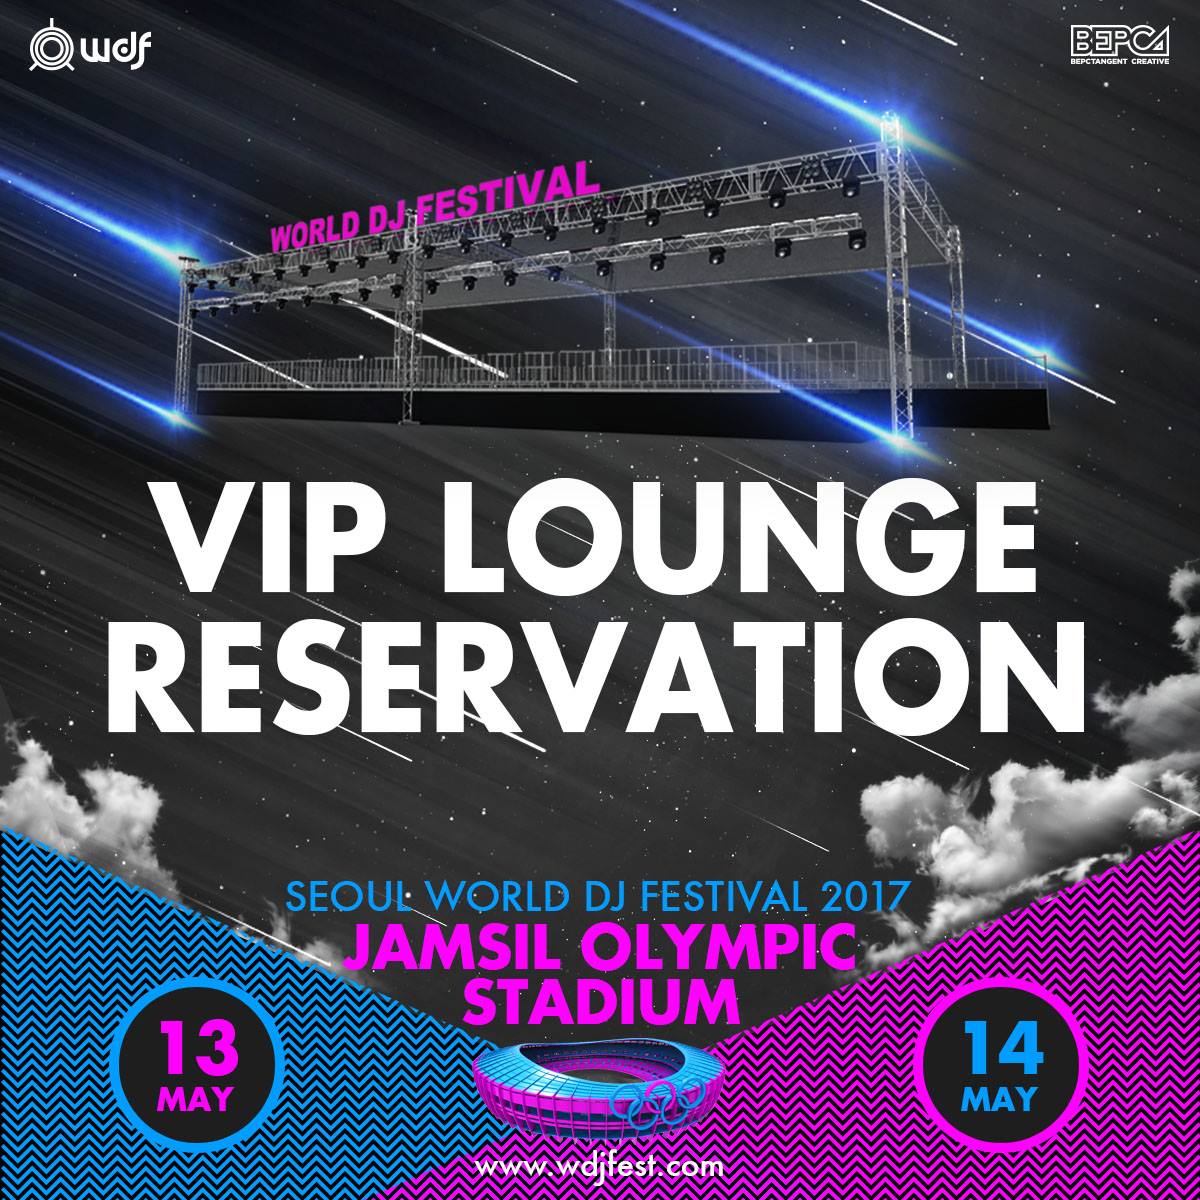 wdf
BEPCA
BEPCTANGENT CREATIVE
WORLD DJ FESTIVAL
VIP LOUNGE
RESERVATION
SEOUL WORLD DJ FESTIVAL 2017
JAMSIL OLYMPIC
STADIUM
13
MAY
14
MAY
www.wdjfest.com